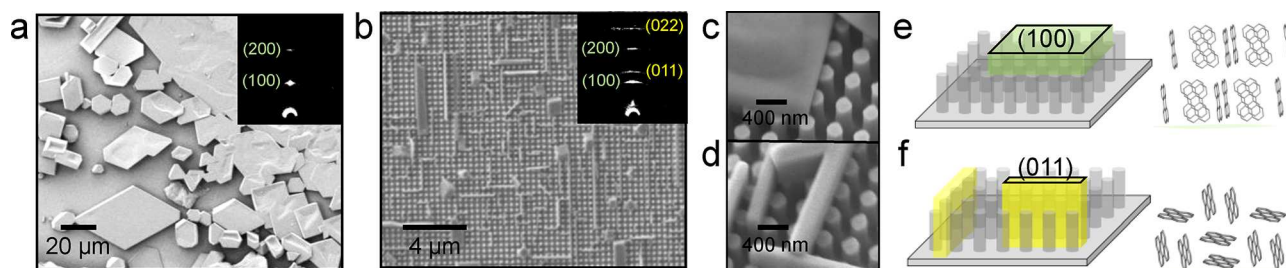 a
(200)
(100)
20 µm
b
(022)
(200)
(011)
(100)
4 µm
c
400 nm
d
400 nm
e
(100)
f
(011)